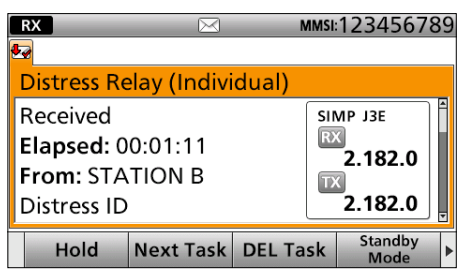 RX MMSI:123456789
Distress Relay (Individual)
Received
Elapsed: 00:01:11
From: STATION B
Distress ID
SIMP J3E
RX
2.182.0
TX
2.182.0
Hold Next Task DEL Task Standby Mode